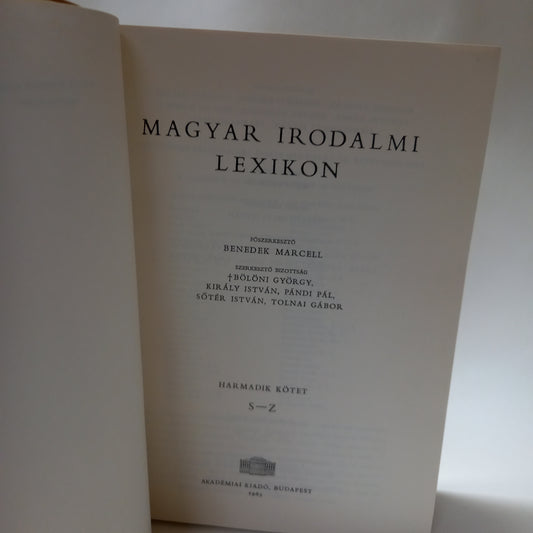 MAGYAR IRODALMI
LEXIKON
FŐSZERKESZTŐ
BENEDEK MARCELL
SZERKESZTŐ BIZOTTSÁG
†BÖLÖNI GYÖRGY,
KIRÁLY ISTVÁN, PÁNDI PÁL,
SŐTÉR ISTVÁN, TOLNAI GÁBOR
HARMADIK KÖTET
S—Z
AKADÉMIAI KIADÓ, BUDAPEST
1965